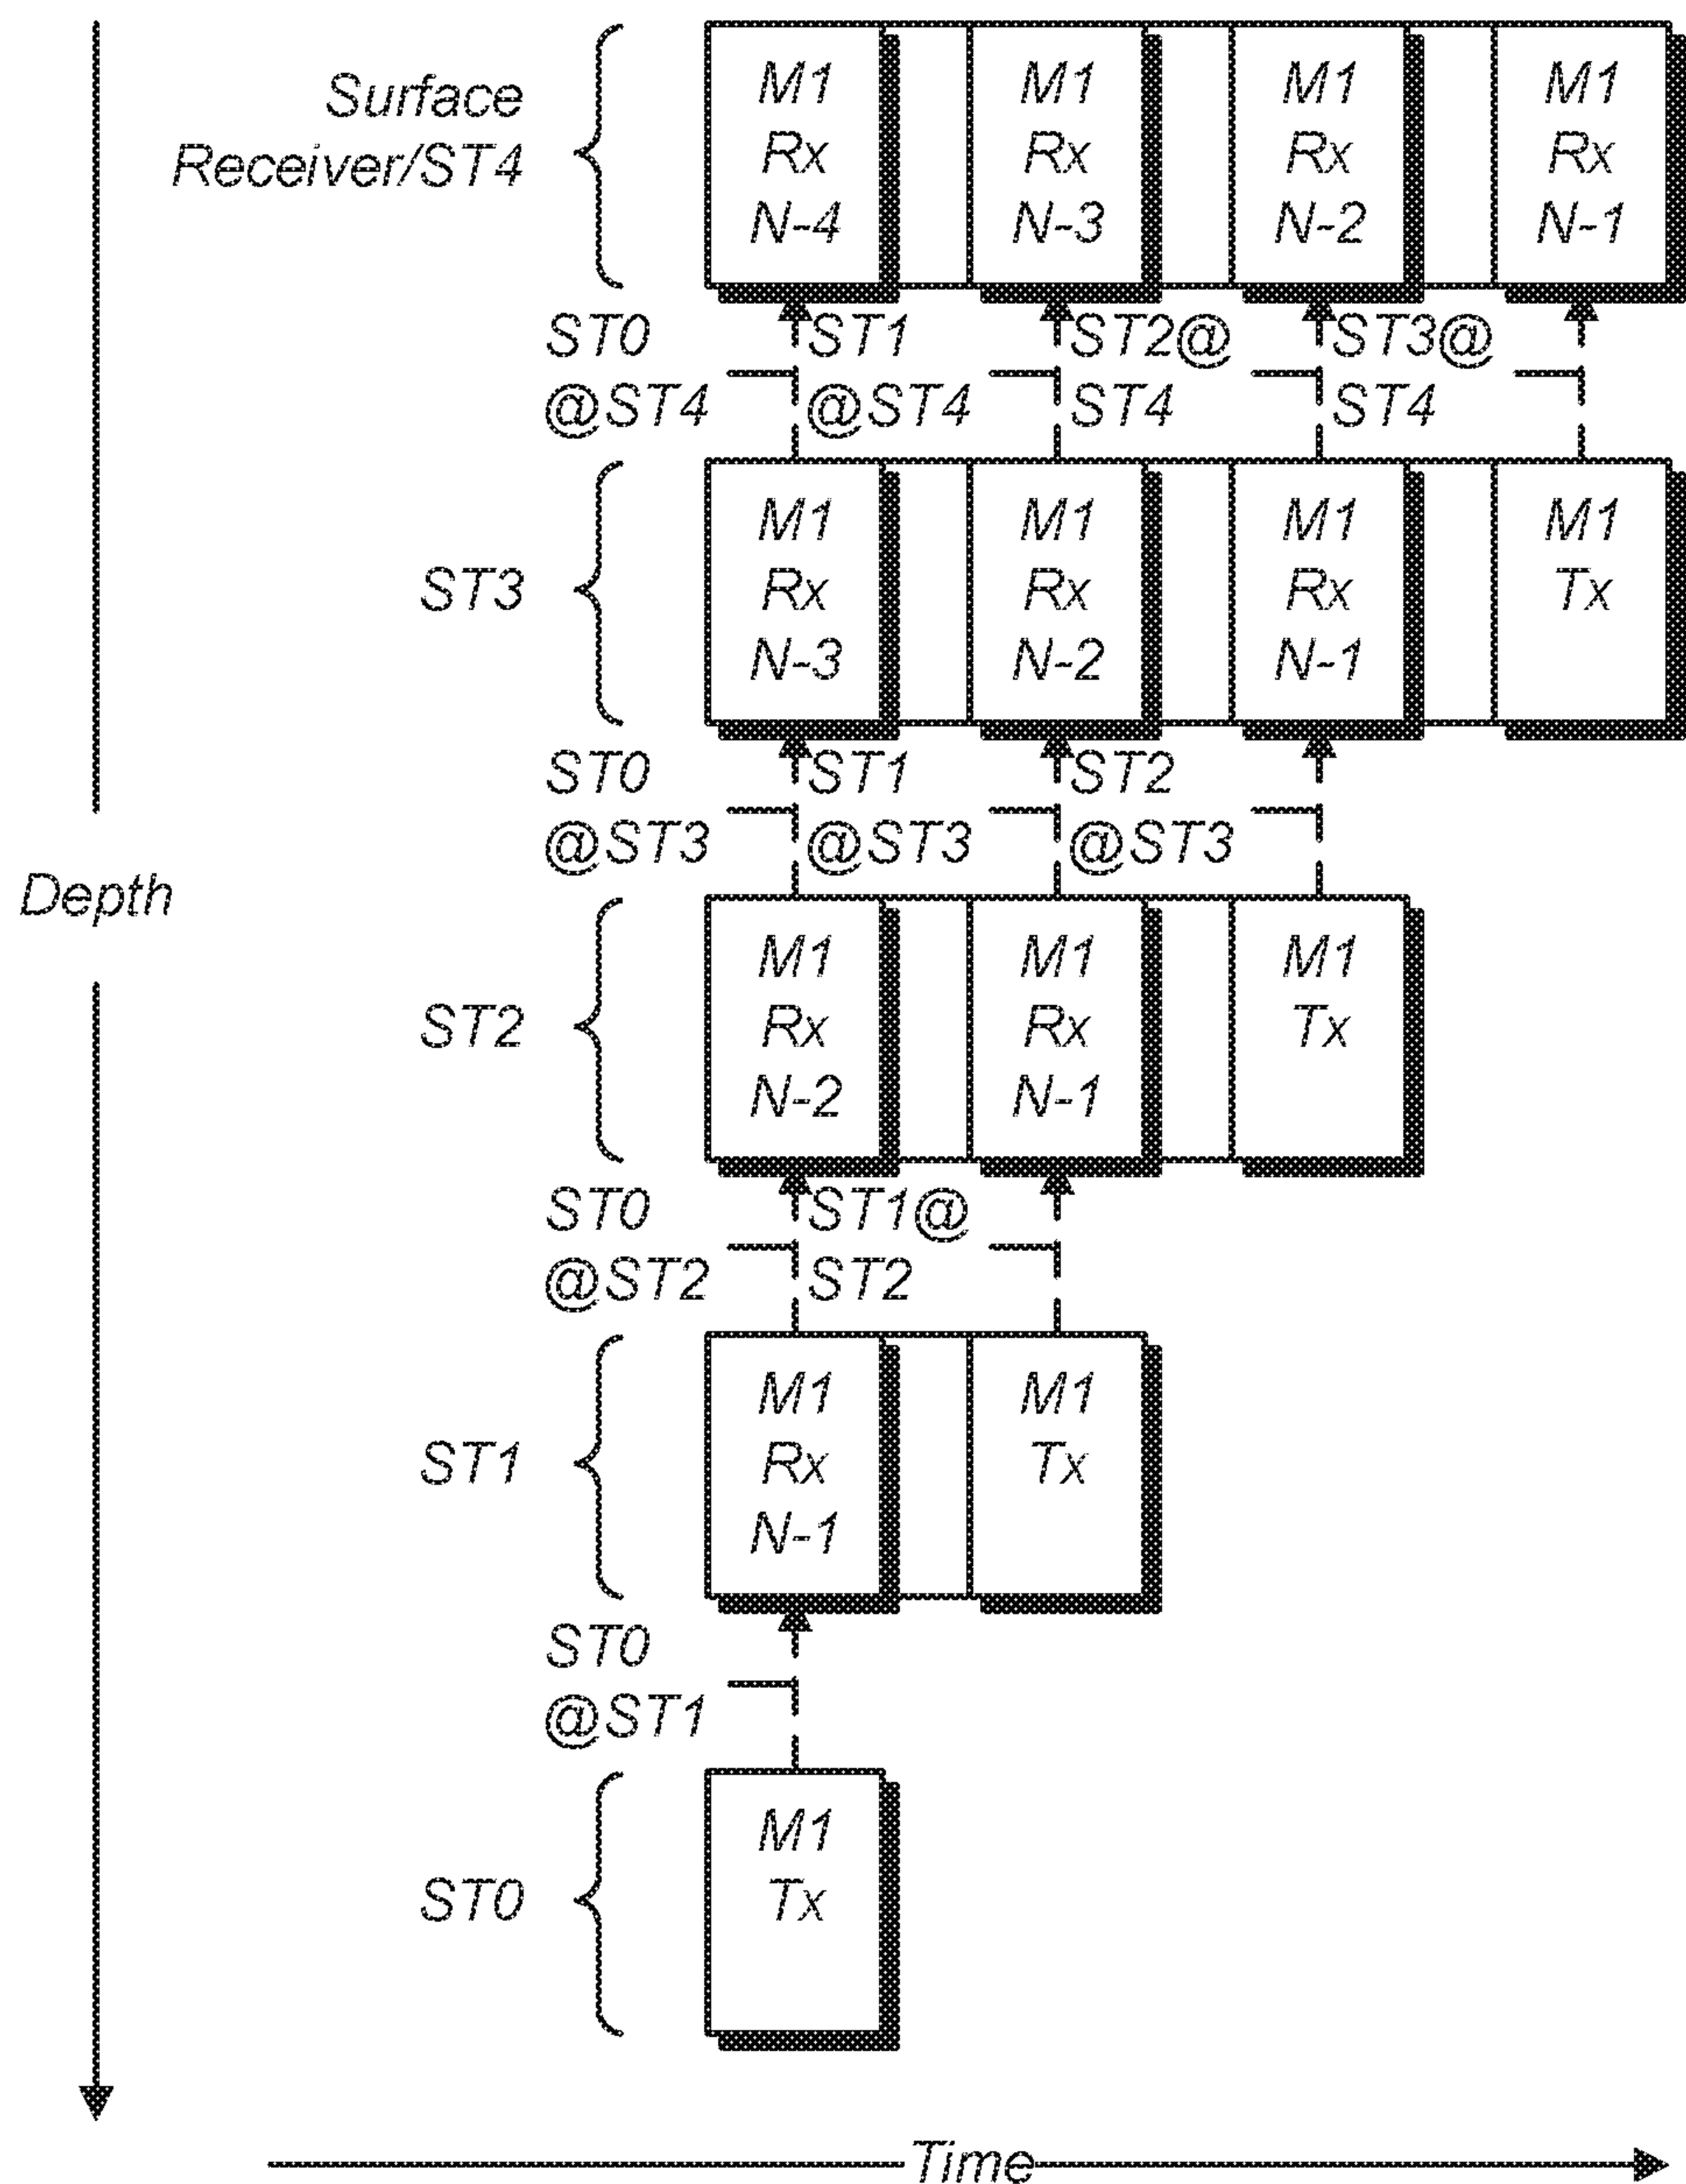 Surface
Receiver/ST4
M1
Rx
N-4
M1
Rx
N-3
M1
Rx
N-2
M1
Rx
N-1
ST0
@ST4
ST1
@ST4
ST2@
ST4
ST3@
ST4
ST3
M1
Rx
N-3
M1
Rx
N-2
M1
Rx
N-1
M1
Tx
ST0
@ST3
ST1
@ST3
ST2
@ST3
Depth
ST2
M1
Rx
N-2
M1
Rx
N-1
M1
Tx
ST0
@ST2
ST1@
ST2
ST1
M1
Rx
N-1
M1
Tx
ST0
@ST1
ST0
M1
Tx
Time